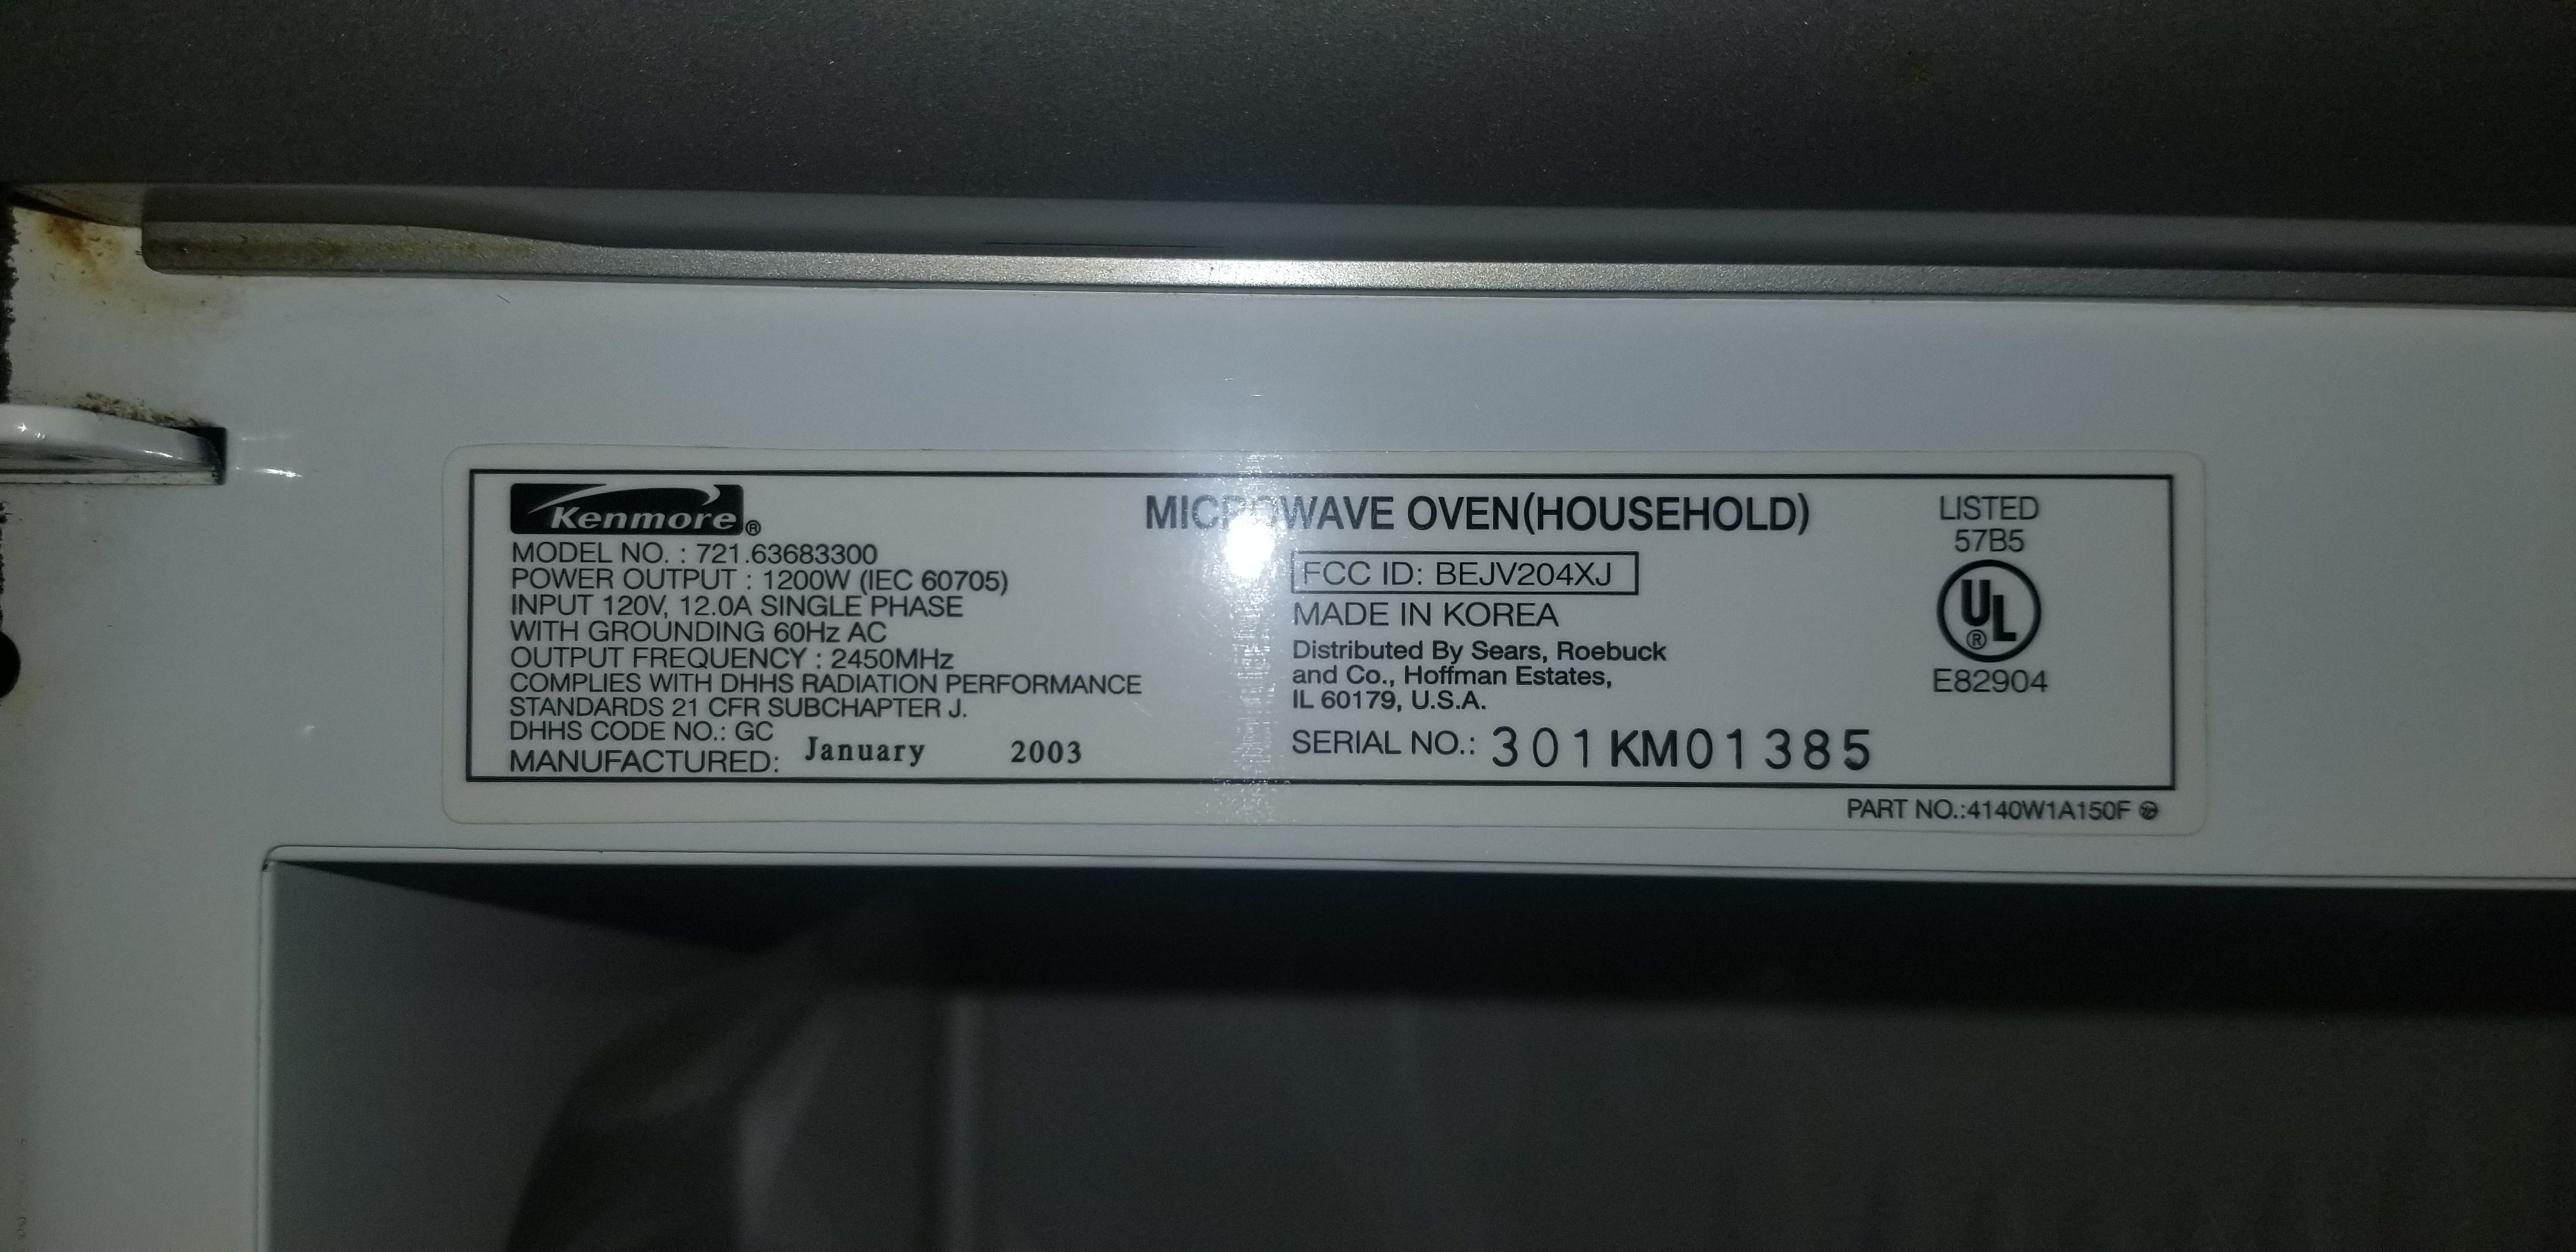 Kenmore®
MODEL NO. : 721.63683300
POWER OUTPUT : 1200W (IEC 60705)
INPUT 120V, 12.0A SINGLE PHASE
WITH GROUNDING 60Hz AC
OUTPUT FREQUENCY : 2450MHz
COMPLIES WITH DHHS RADIATION PERFORMANCE
STANDARDS 21 CFR SUBCHAPTER J.
DHHS CODE NO.: GC
MANUFACTURED: January 2003
MICROWAVE OVEN(HOUSEHOLD)
FCC ID: BEJV204XJ
MADE IN KOREA
Distributed By Sears, Roebuck
and Co., Hoffman Estates,
IL 60179, U.S.A.
SERIAL NO.: 301KM01385
LISTED
57B5
UL®
E82904
PART NO.:4140W1A150F